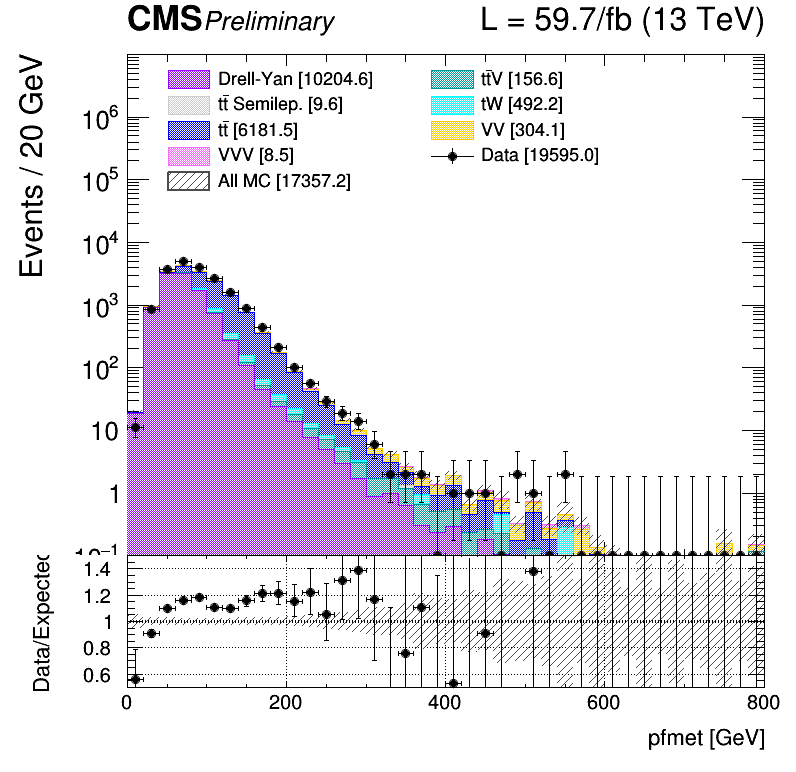 CMS Preliminary L = 59.7/fb (13 TeV)
Events / 20 GeV
Drell-Yan [10204.6]
tt̄ Semilep. [9.6]
tt̄ [6181.5]
VVV [8.5]
All MC [17357.2]
tt̄V [156.6]
tW [492.2]
VV [304.1]
Data [19595.0]
10⁶
10⁵
10⁴
10³
10²
10
1
10⁻¹
Data/Expected
1.4
1.2
1
0.8
0.6
0 200 400 600 800
pfmet [GeV]